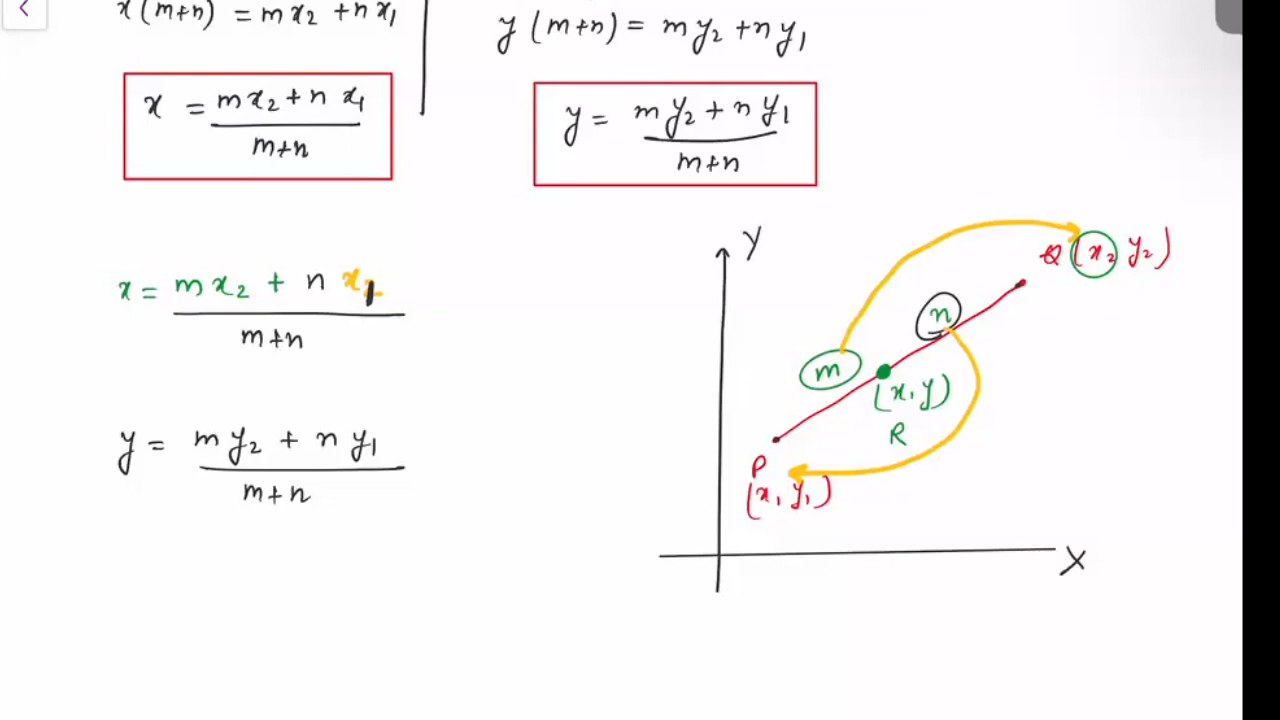 x(m+n) = mx₂ + nx₁
y(m+n) = my₂ + ny₁
x = (mx₂ + nx₁)/(m+n)
y = (my₂ + ny₁)/(m+n)
x = (mx₂ + nx₁)/(m+n)
y = (my₂ + ny₁)/(m+n)
Y
Q (x₂ y₂)
n
m
(x, y)
R
P
(x₁ y₁)
X